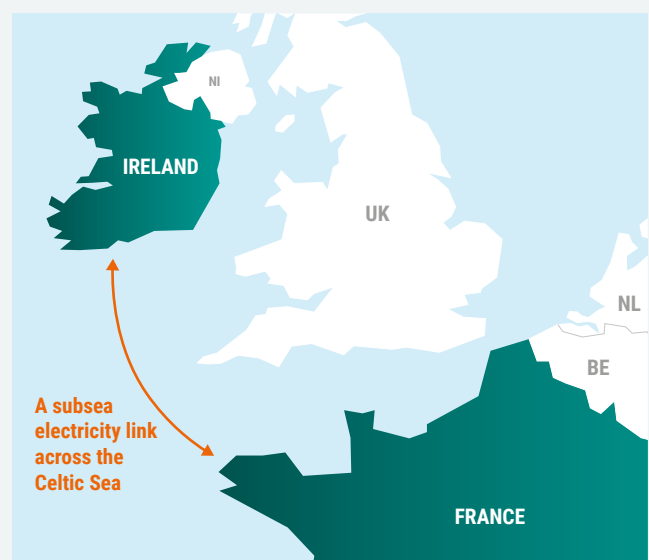 NI
IRELAND
UK
NL
BE
A subsea
electricity link
across the
Celtic Sea
FRANCE